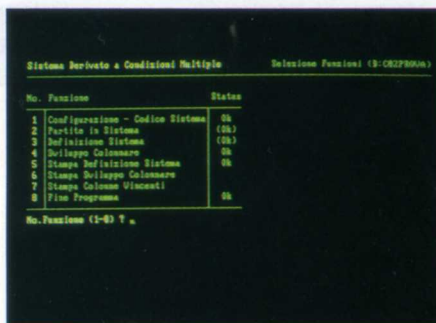 Sistema Derivato a Condizioni Multiple Selezione Funzioni (B:C82PROVA)
No. Funzione Status
1 Configurazione - Codice Sistema Ok
2 Partite in Sistema (Ok)
3 Definizione Sistema (Ok)
4 Sviluppo Colonnare Ok
5 Stampa Definizione Sistema Ok
6 Stampa Sviluppo Colonnare
7 Stampa Colonne Vincenti
8 Fine Programma Ok
No.Funzione (1-8) ?